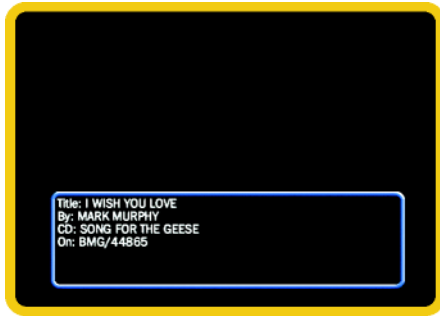 Title: I WISH YOU LOVE
By: MARK MURPHY
CD: SONG FOR THE GEESE
On: BMG/44865